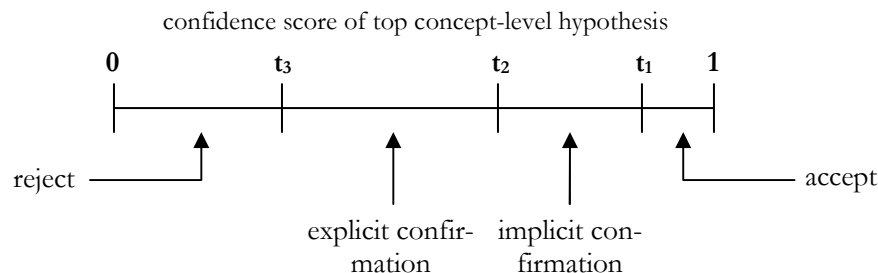 confidence score of top concept-level hypothesis
0 t₃ t₂ t₁ 1
reject accept
explicit confir- implicit con-
mation firmation